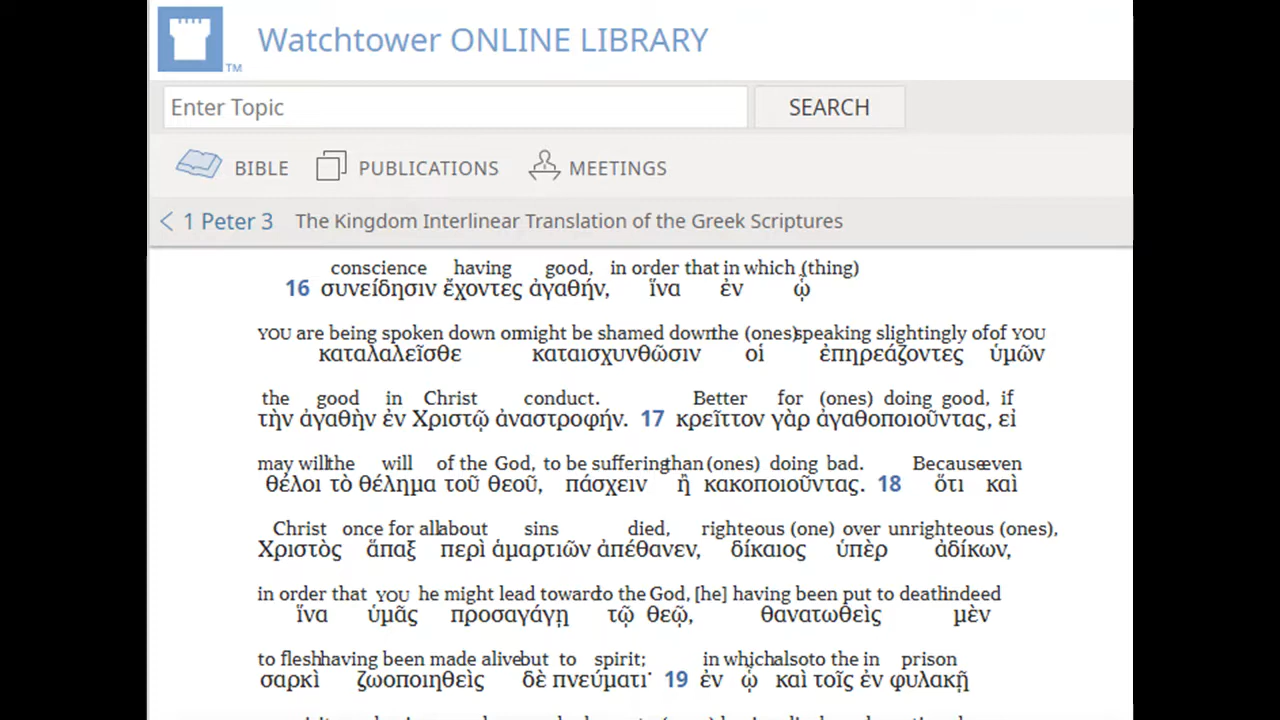 Watchtower ONLINE LIBRARY
TM
Enter Topic
SEARCH
BIBLE PUBLICATIONS MEETINGS
< 1 Peter 3 The Kingdom Interlinear Translation of the Greek Scriptures
conscience having good, in order that in which (thing)
16 συνείδησιν ἔχοντες ἀγαθήν, ἵνα ἐν ᾧ
YOU are being spoken down on might be shamed down the (ones) speaking slightingly of of YOU
καταλαλεῖσθε καταισχυνθῶσιν οἱ ἐπηρεάζοντες ὑμῶν
the good in Christ conduct. Better for (ones) doing good, if
τὴν ἀγαθὴν ἐν Χριστῷ ἀναστροφήν. 17 κρεῖττον γὰρ ἀγαθοποιοῦντας, εἰ
may will the will of the God, to be suffering than (ones) doing bad. Because even
θέλοι τὸ θέλημα τοῦ θεοῦ, πάσχειν ἢ κακοποιοῦντας. 18 ὅτι καὶ
Christ once for all about sins died, righteous (one) over unrighteous (ones),
Χριστὸς ἅπαξ περὶ ἁμαρτιῶν ἀπέθανεν, δίκαιος ὑπὲρ ἀδίκων,
in order that YOU he might lead toward to the God, [he] having been put to death indeed
ἵνα ὑμᾶς προσαγάγῃ τῷ θεῷ, θανατωθεὶς μὲν
to flesh having been made alive but to spirit; in which also to the in prison
σαρκὶ ζωοποιηθεὶς δὲ πνεύματι· 19 ἐν ᾧ καὶ τοῖς ἐν φυλακῇ